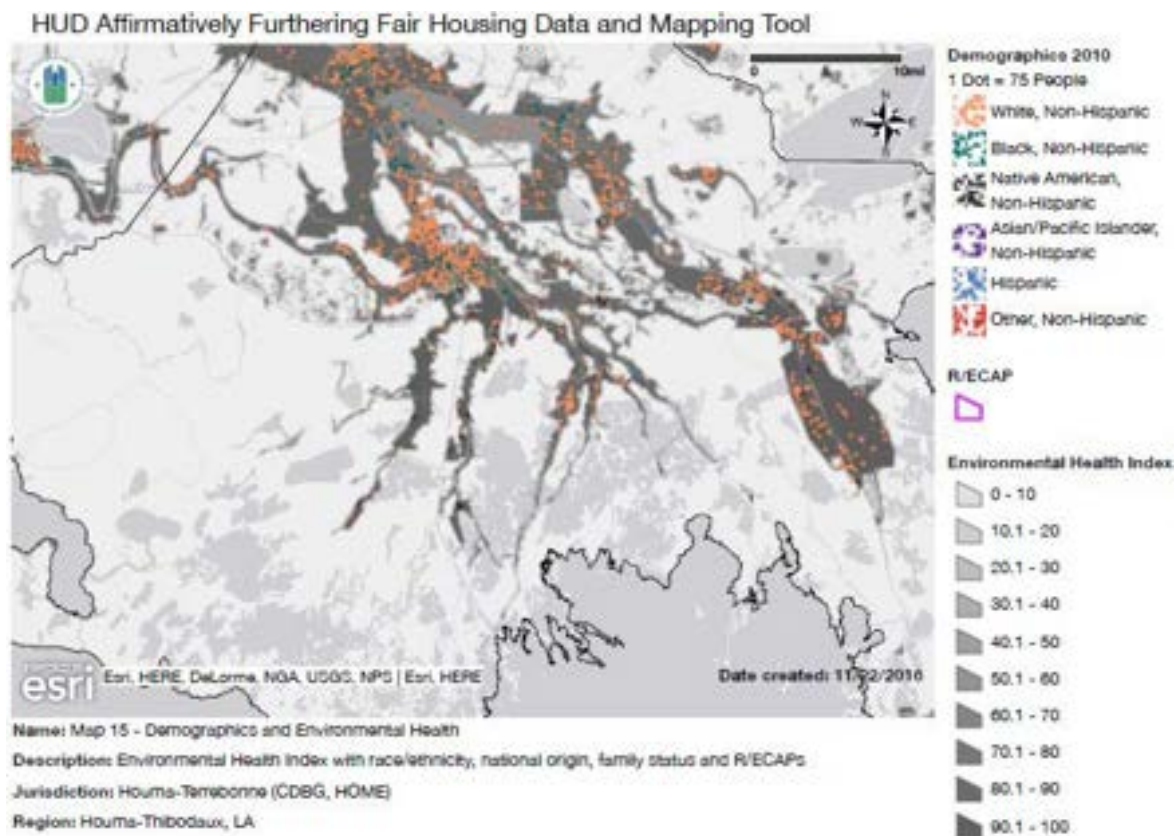 HUD Affirmatively Furthering Fair Housing Data and Mapping Tool
0
10mi
N
W
E
S
esri
Esri, HERE, DeLorme, NGA, USGS, NPS | Esri, HERE
Date created: 11/22/2016
Name: Map 15 - Demographics and Environmental Health
Description: Environmental Health Index with race/ethnicity, national origin, family status and R/ECAPs
Jurisdiction: Houma-Terrebonne (CDBG, HOME)
Region: Houma-Thibodaux, LA
Demographics 2010
1 Dot = 75 People
White, Non-Hispanic
Black, Non-Hispanic
Native American,
Non-Hispanic
Asian/Pacific Islander,
Non-Hispanic
Hispanic
Other, Non-Hispanic
R/ECAP
Environmental Health Index
0 - 10
10.1 - 20
20.1 - 30
30.1 - 40
40.1 - 50
50.1 - 60
60.1 - 70
70.1 - 80
80.1 - 90
90.1 - 100